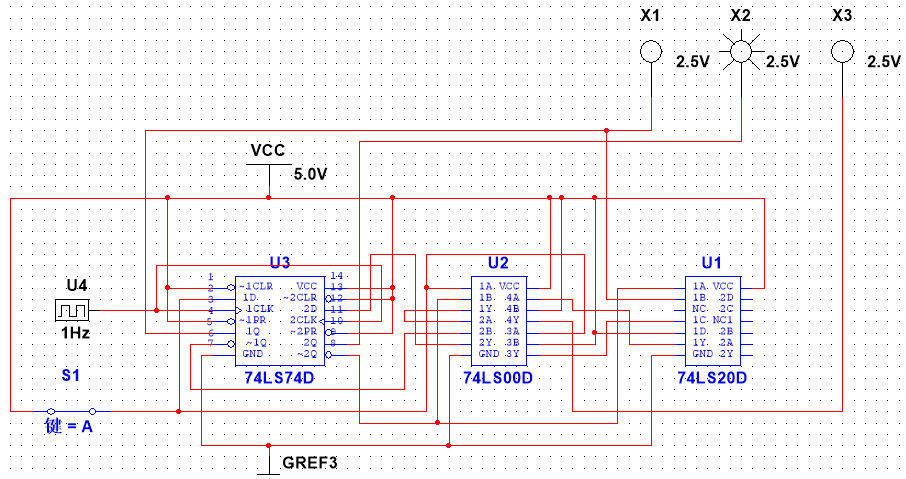 X1 X2 X3
2.5V 2.5V 2.5V
VCC
5.0V
U4
1Hz
S1
键 = A
U3
1 14
2 ~1CLR VCC 13
3 1D ~2CLR 12
4 1CLK 2D 11
5 ~1PR 2CLK 10
6 1Q ~2PR 9
7 ~1Q 2Q 8
GND ~2Q
74LS74D
U2
1A VCC
1B 4A
1Y 4B
2A 4Y
2B 3A
2Y 3B
GND 3Y
74LS00D
U1
1A VCC
1B 2D
NC 2C
1C NC1
1D 2B
1Y 2A
GND 2Y
74LS20D
GREF3